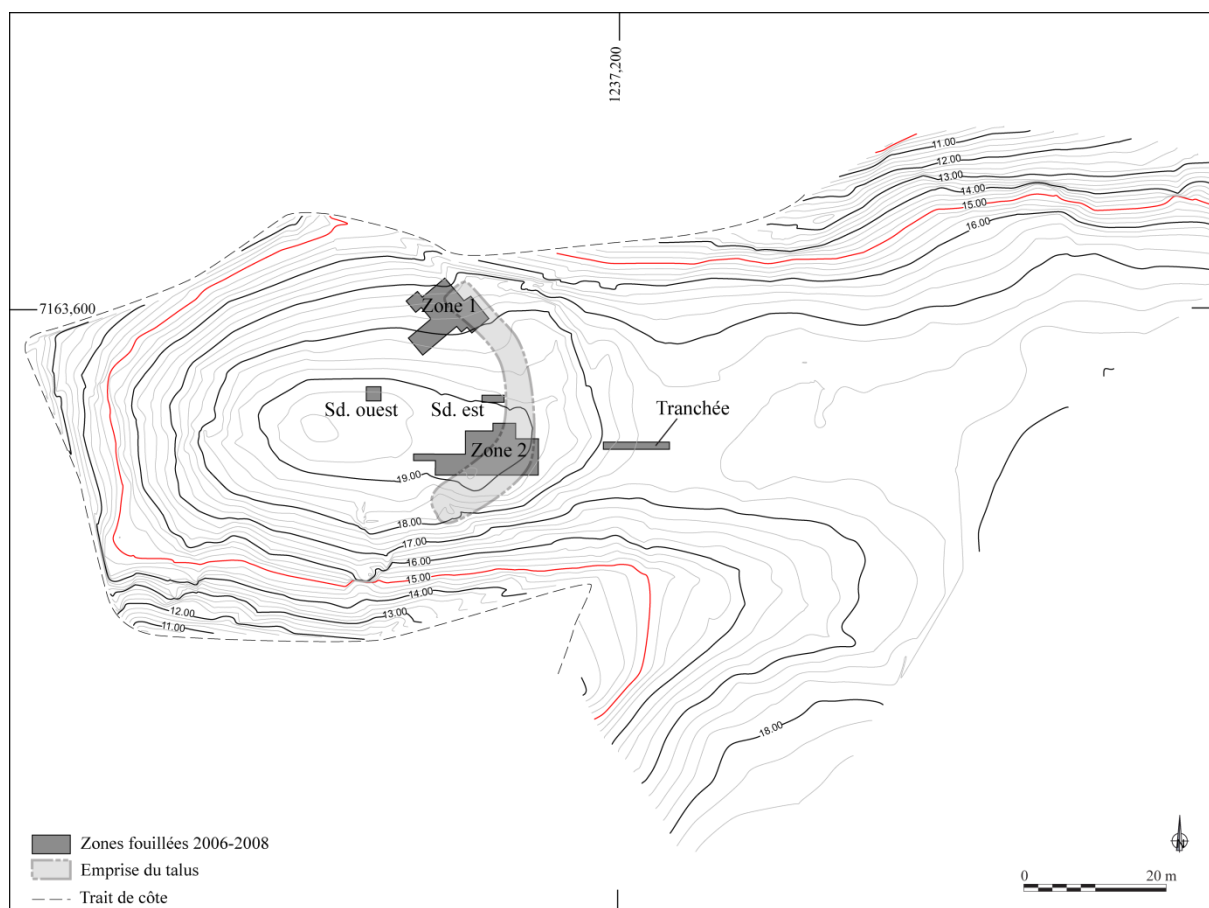 1237,200
11.00
12.00
13.00
14.00
15.00
16.00
7163,600
Zone 1
Sd. ouest
Sd. est
Tranchée
Zone 2
19.00
18.00
17.00
16.00
15.00
14.00
13.00
12.00
11.00
18.00
Zones fouillées 2006-2008
Emprise du talus
Trait de côte
N
0 20 m